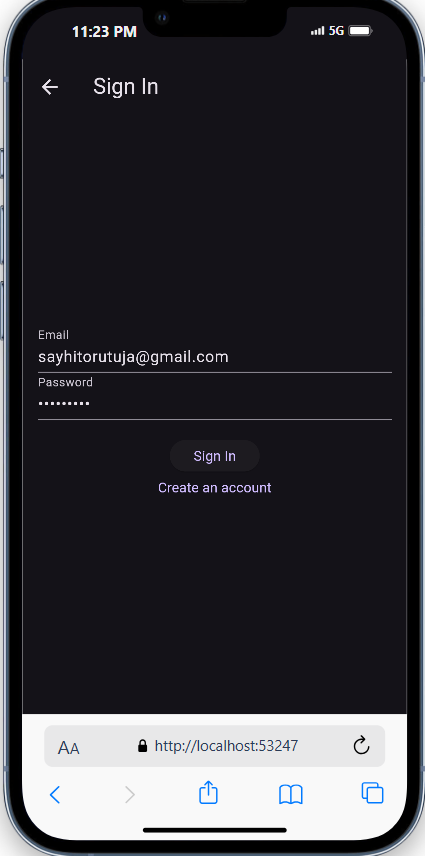 11:23 PM 5G
Sign In
Email
sayhitorutuja@gmail.com
Password
•••••••••
Sign In
Create an account
AA http://localhost:53247